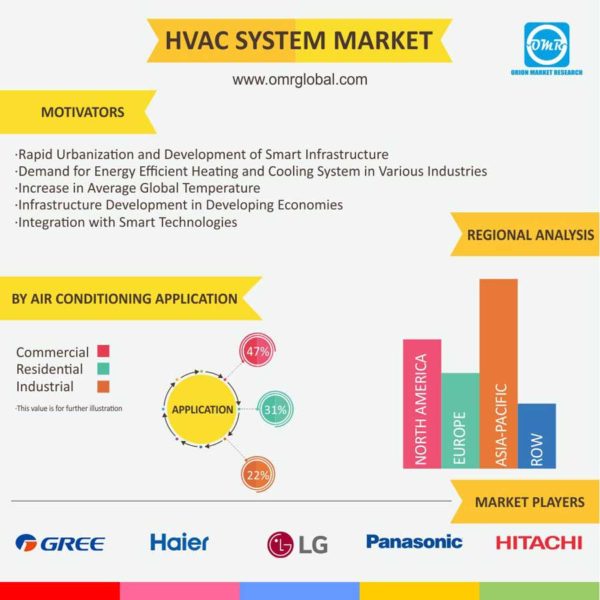 HVAC SYSTEM MARKET
OMR
ORION MARKET RESEARCH
www.omrglobal.com
MOTIVATORS
·Rapid Urbanization and Development of Smart Infrastructure
·Demand for Energy Efficient Heating and Cooling System in Various Industries
·Increase in Average Global Temperature
·Infrastructure Development in Developing Economies
·Integration with Smart Technologies
REGIONAL ANALYSIS
BY AIR CONDITIONING APPLICATION
Commercial
Residential
Industrial
·This value is for further illustration
APPLICATION
47%
31%
22%
NORTH AMERICA
EUROPE
ASIA-PACIFIC
ROW
MARKET PLAYERS
GREE
Haier
LG
Panasonic
HITACHI